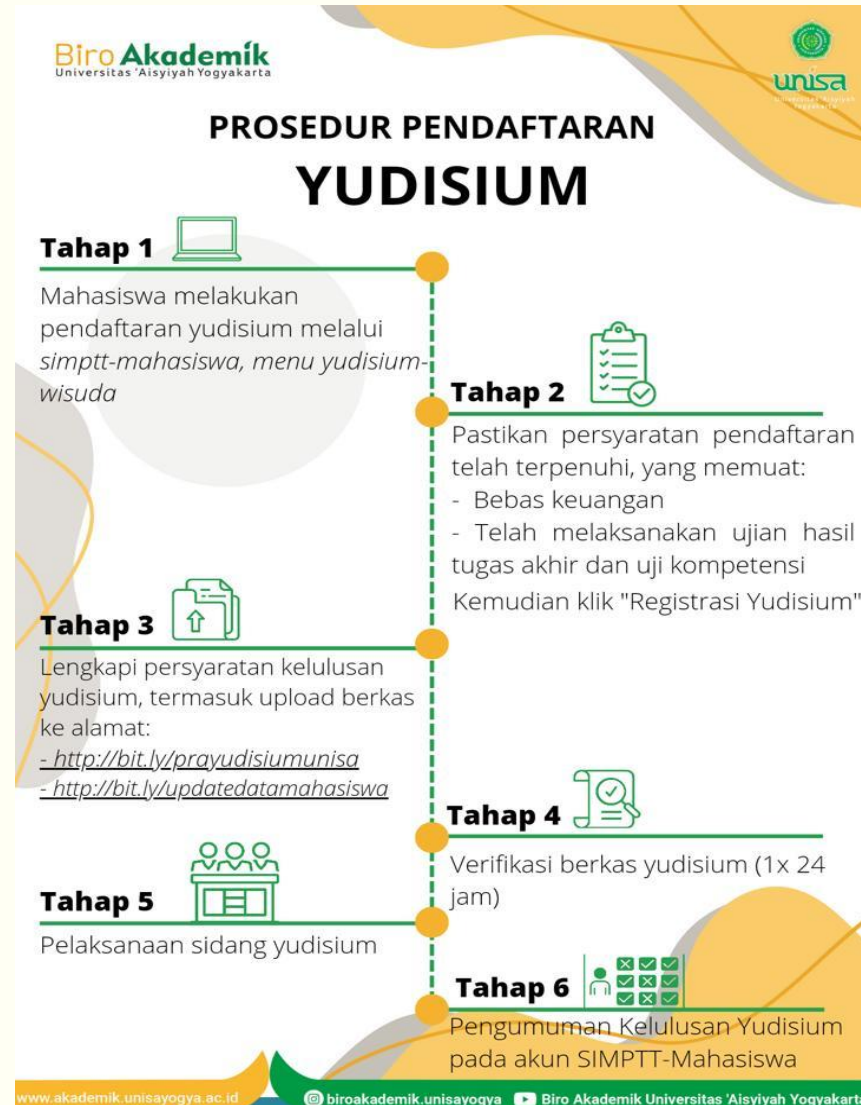 Biro Akademik
Universitas 'Aisyiyah Yogyakarta
unisa
Universitas 'Aisyiyah
Yogyakarta
PROSEDUR PENDAFTARAN
YUDISIUM
Tahap 1
Mahasiswa melakukan
pendaftaran yudisium melalui
simptt-mahasiswa, menu yudisium-
wisuda
Tahap 2
Pastikan persyaratan pendaftaran
telah terpenuhi, yang memuat:
- Bebas keuangan
- Telah melaksanakan ujian hasil
tugas akhir dan uji kompetensi
Kemudian klik "Registrasi Yudisium"
Tahap 3
Lengkapi persyaratan kelulusan
yudisium, termasuk upload berkas
ke alamat:
- http://bit.ly/prayudisiumunisa
- http://bit.ly/updatedatamahasiswa
Tahap 4
Verifikasi berkas yudisium (1x 24
jam)
Tahap 5
Pelaksanaan sidang yudisium
Tahap 6
Pengumuman Kelulusan Yudisium
pada akun SIMPTT-Mahasiswa
www.akademik.unisayogya.ac.id
biroakademik.unisayogya
Biro Akademik Universitas 'Aisyiyah Yogyakarta